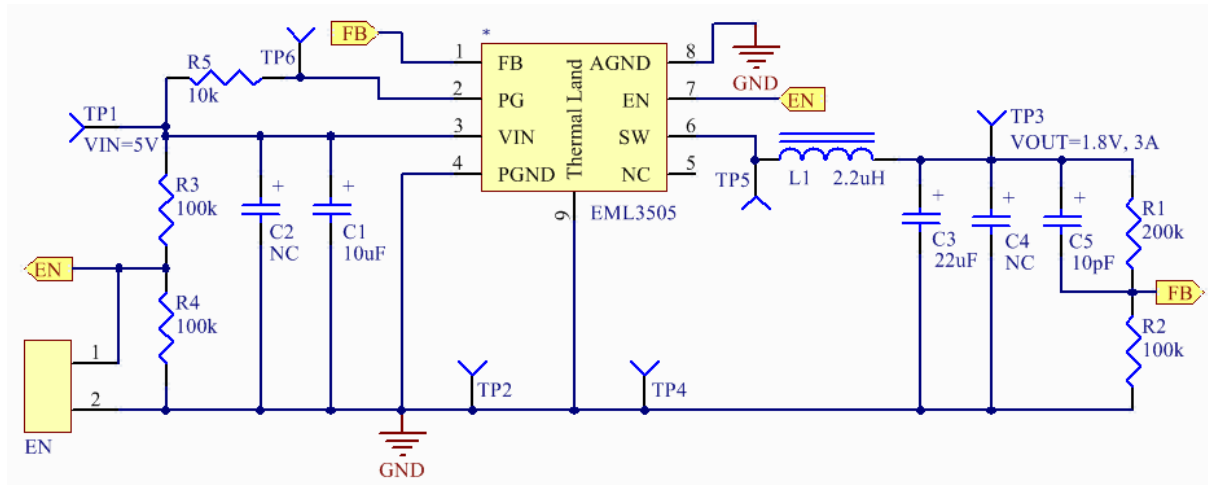 FB
*
TP6
R5
10k
1
FB
AGND
8
GND
2
PG
EN
7
EN
TP1
VIN=5V
3
VIN
SW
6
TP3
VOUT=1.8V, 3A
4
PGND
NC
5
Thermal Land
9
EML3505
TP5
L1 2.2uH
R3
100k
+
C2
NC
+
C1
10uF
+
C3
22uF
+
C4
NC
+
C5
10pF
R1
200k
EN
FB
R4
100k
R2
100k
1
2
EN
TP2
TP4
GND